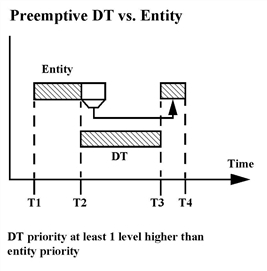 Preemptive DT vs. Entity
Entity
DT
Time
T1 T2 T3 T4
DT priority at least 1 level higher than
entity priority